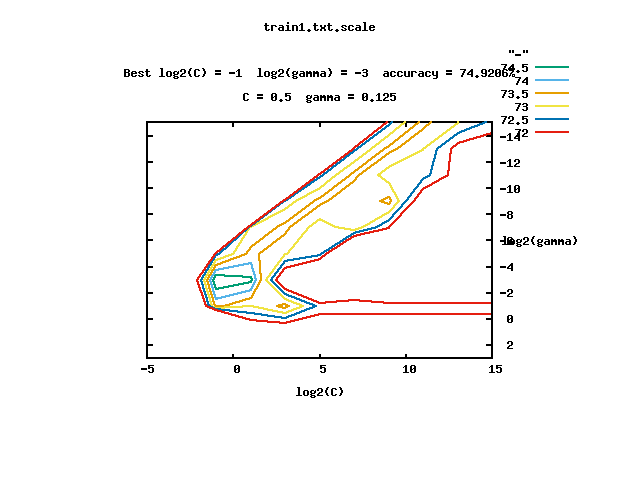 train1.txt.scale
"-"
Best log2(C) = -1  log2(gamma) = -3  accuracy = 74.9206%
74.5
74
C = 0.5  gamma = 0.125
73.5
73
72.5
72
-14
-12
-10
-8
-6
log2(gamma)
-4
-2
0
2
-5 0 5 10 15
log2(C)